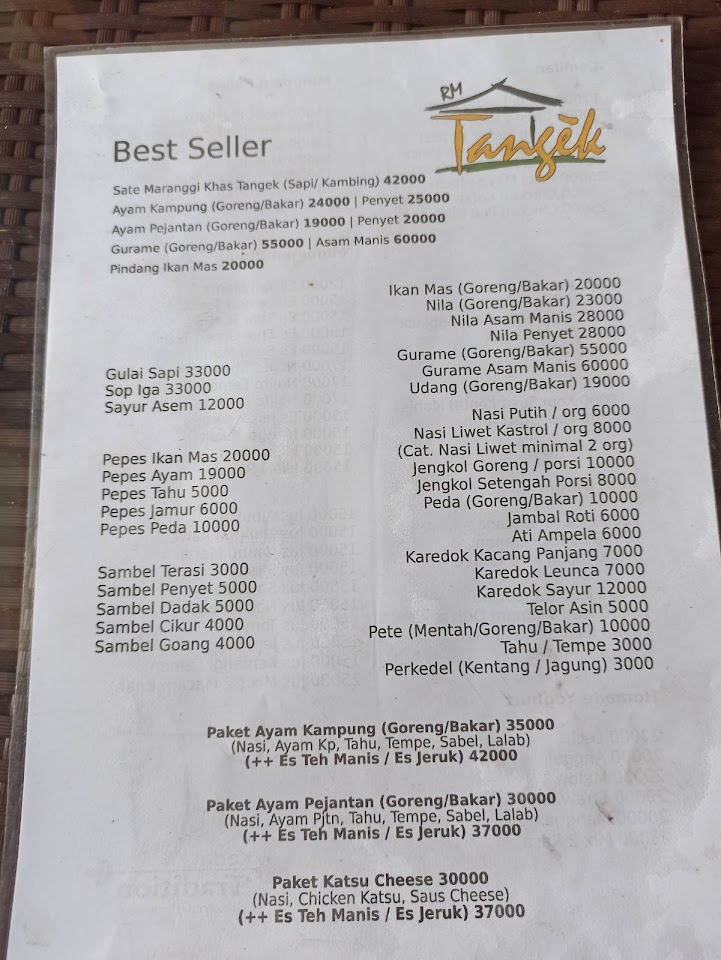 RM
Tangèk
Best Seller
Sate Maranggi Khas Tangek (Sapi/ Kambing) 42000
Ayam Kampung (Goreng/Bakar) 24000 | Penyet 25000
Ayam Pejantan (Goreng/Bakar) 19000 | Penyet 20000
Gurame (Goreng/Bakar) 55000 | Asam Manis 60000
Pindang Ikan Mas 20000
Gulai Sapi 33000
Sop Iga 33000
Sayur Asem 12000
Pepes Ikan Mas 20000
Pepes Ayam 19000
Pepes Tahu 5000
Pepes Jamur 6000
Pepes Peda 10000
Sambel Terasi 3000
Sambel Penyet 5000
Sambel Dadak 5000
Sambel Cikur 4000
Sambel Goang 4000
Ikan Mas (Goreng/Bakar) 20000
Nila (Goreng/Bakar) 23000
Nila Asam Manis 28000
Nila Penyet 28000
Gurame (Goreng/Bakar) 55000
Gurame Asam Manis 60000
Udang (Goreng/Bakar) 19000
Nasi Putih / org 6000
Nasi Liwet Kastrol / org 8000
(Cat. Nasi Liwet minimal 2 org)
Jengkol Goreng / porsi 10000
Jengkol Setengah Porsi 8000
Peda (Goreng/Bakar) 10000
Jambal Roti 6000
Ati Ampela 6000
Karedok Kacang Panjang 7000
Karedok Leunca 7000
Karedok Sayur 12000
Telor Asin 5000
Pete (Mentah/Goreng/Bakar) 10000
Tahu / Tempe 3000
Perkedel (Kentang / Jagung) 3000
Paket Ayam Kampung (Goreng/Bakar) 35000
(Nasi, Ayam Kp, Tahu, Tempe, Sabel, Lalab)
(++ Es Teh Manis / Es Jeruk) 42000
Paket Ayam Pejantan (Goreng/Bakar) 30000
(Nasi, Ayam Pjtn, Tahu, Tempe, Sabel, Lalab)
(++ Es Teh Manis / Es Jeruk) 37000
Paket Katsu Cheese 30000
(Nasi, Chicken Katsu, Saus Cheese)
(++ Es Teh Manis / Es Jeruk) 37000